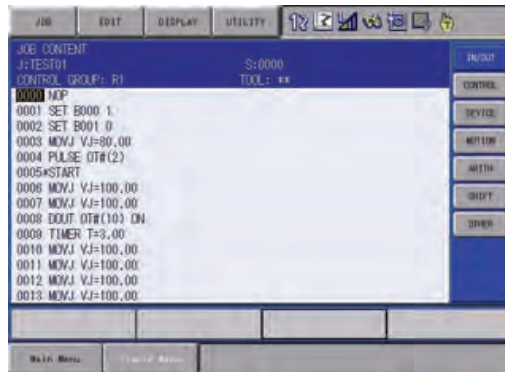 JOB EDIT DISPLAY UTILITY
JOB CONTENT
J:TEST01 S:0000
CONTROL GROUP: R1 TOOL: **
0000 NOP
0001 SET B000 1
0002 SET B001 0
0003 MOVJ VJ=80.00
0004 PULSE OT#(2)
0005*START
0006 MOVJ VJ=100.00
0007 MOVJ VJ=100.00
0008 DOUT OT#(10) ON
0009 TIMER T=3.00
0010 MOVJ VJ=100.00
0011 MOVJ VJ=100.00
0012 MOVJ VJ=100.00
0013 MOVJ VJ=100.00
IN/OUT
CONTROL
DEVICE
MOTION
ARITH
SHIFT
OTHER
Main Menu Menu